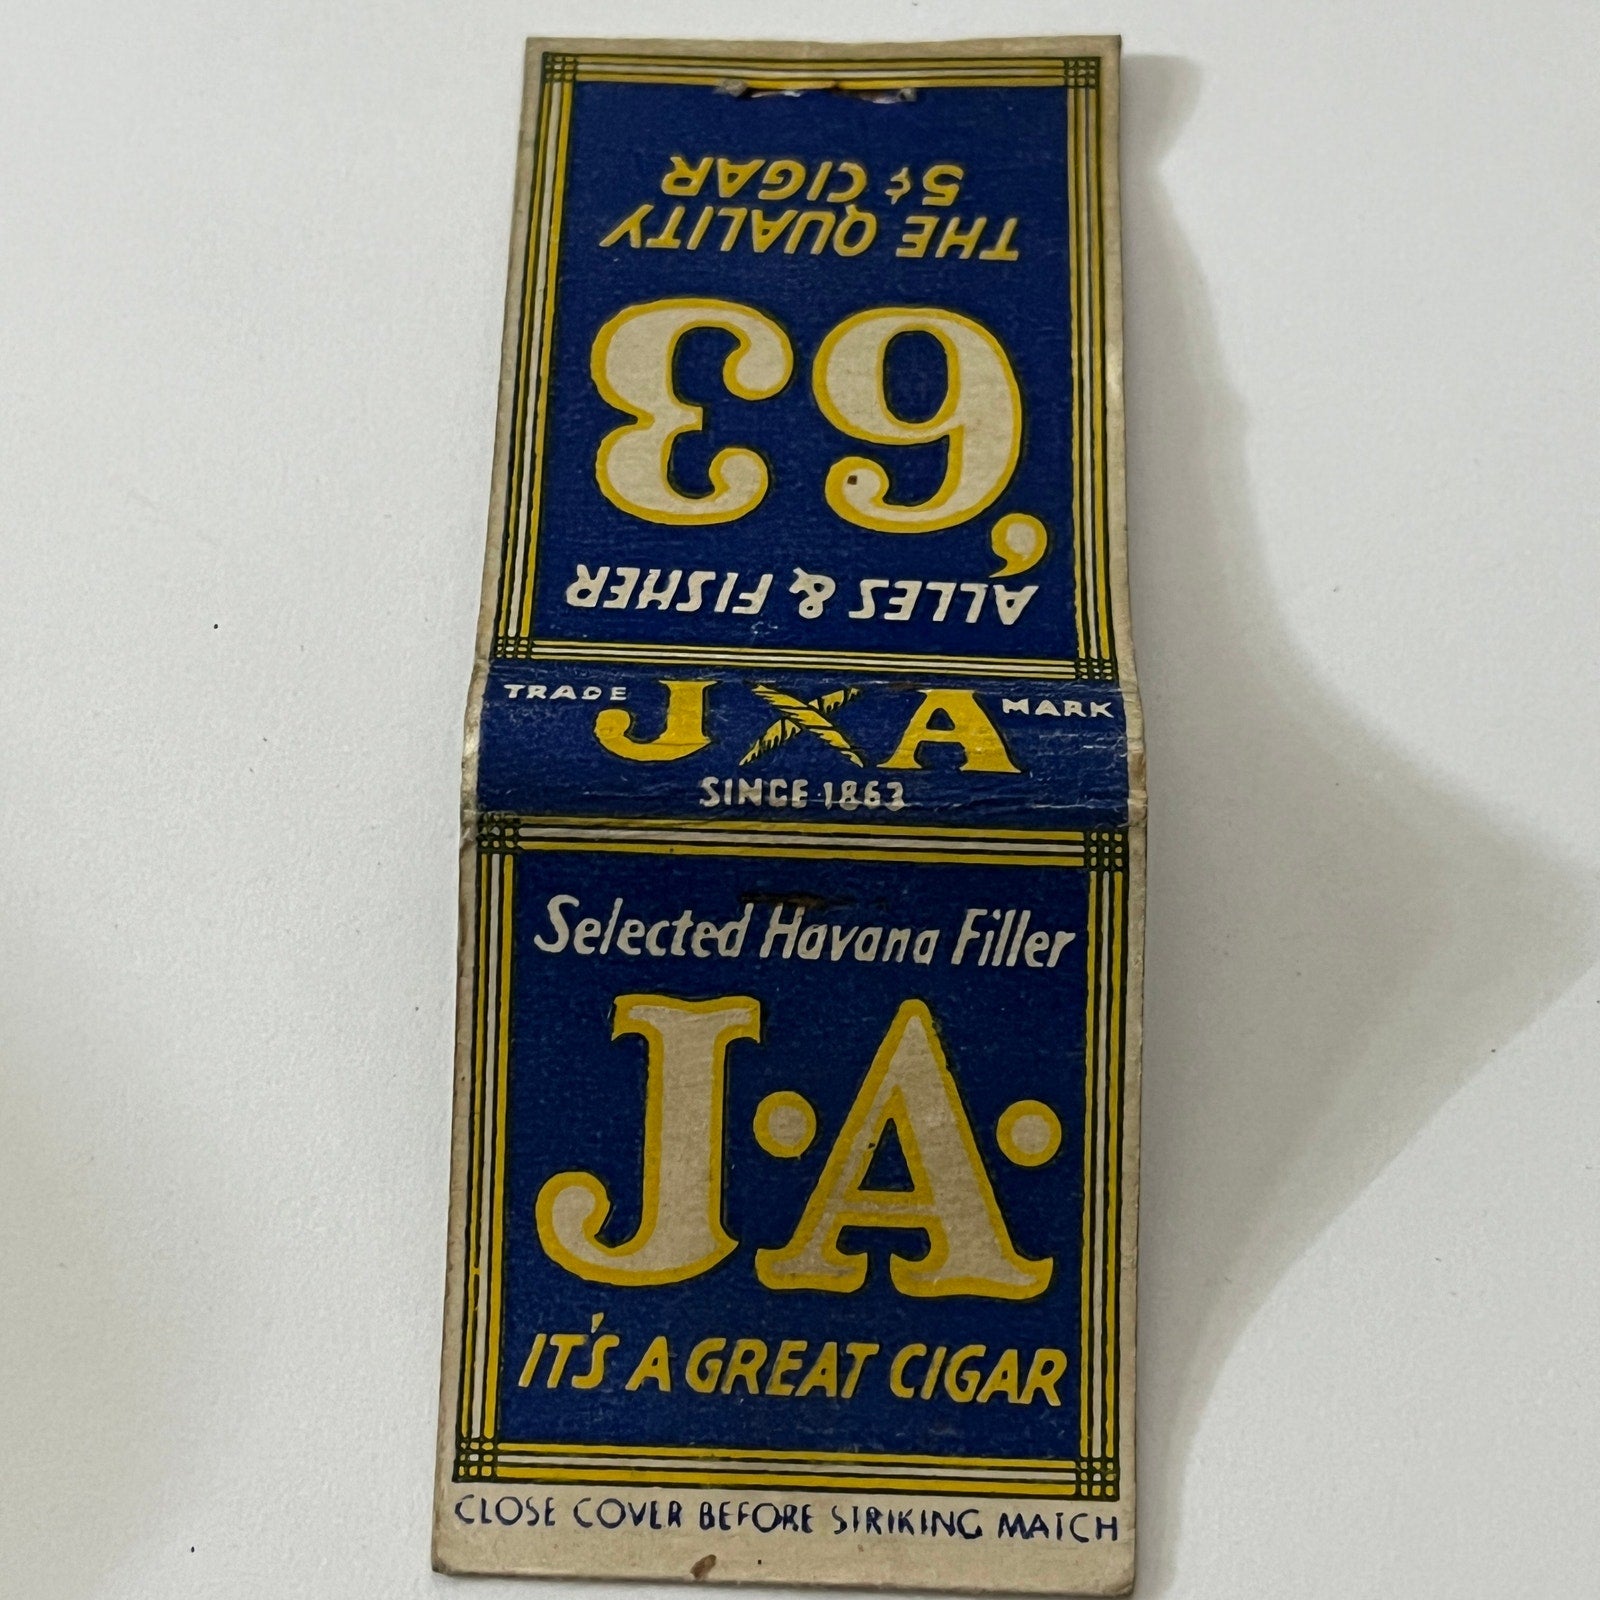 ALLES & FISHER
'63
THE QUALITY
5¢ CIGAR
TRADE J A MARK
SINCE 1863
Selected Havana Filler
J·A·
IT'S A GREAT CIGAR
CLOSE COVER BEFORE STRIKING MATCH